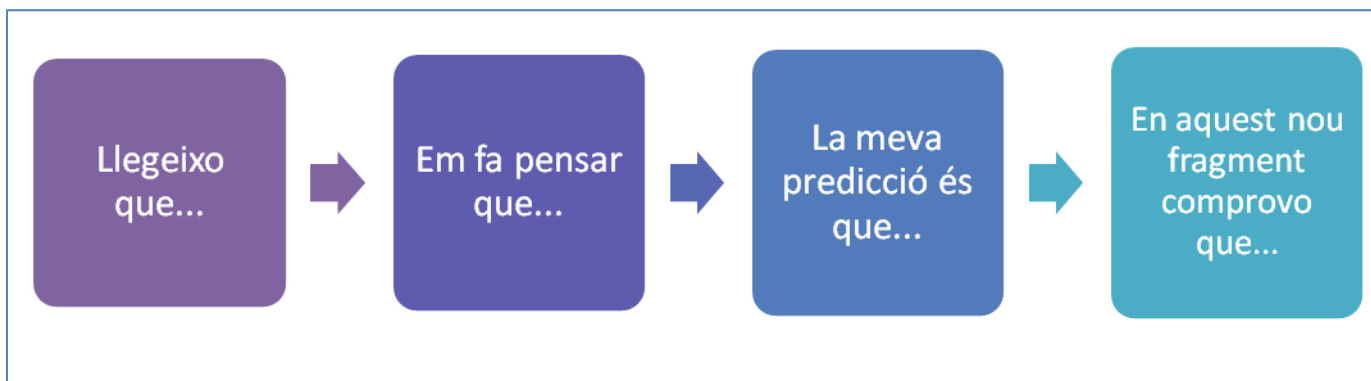 Llegeixo
que...
Em fa pensar
que...
La meva
predicció és
que...
En aquest nou
fragment
comprovo
que...